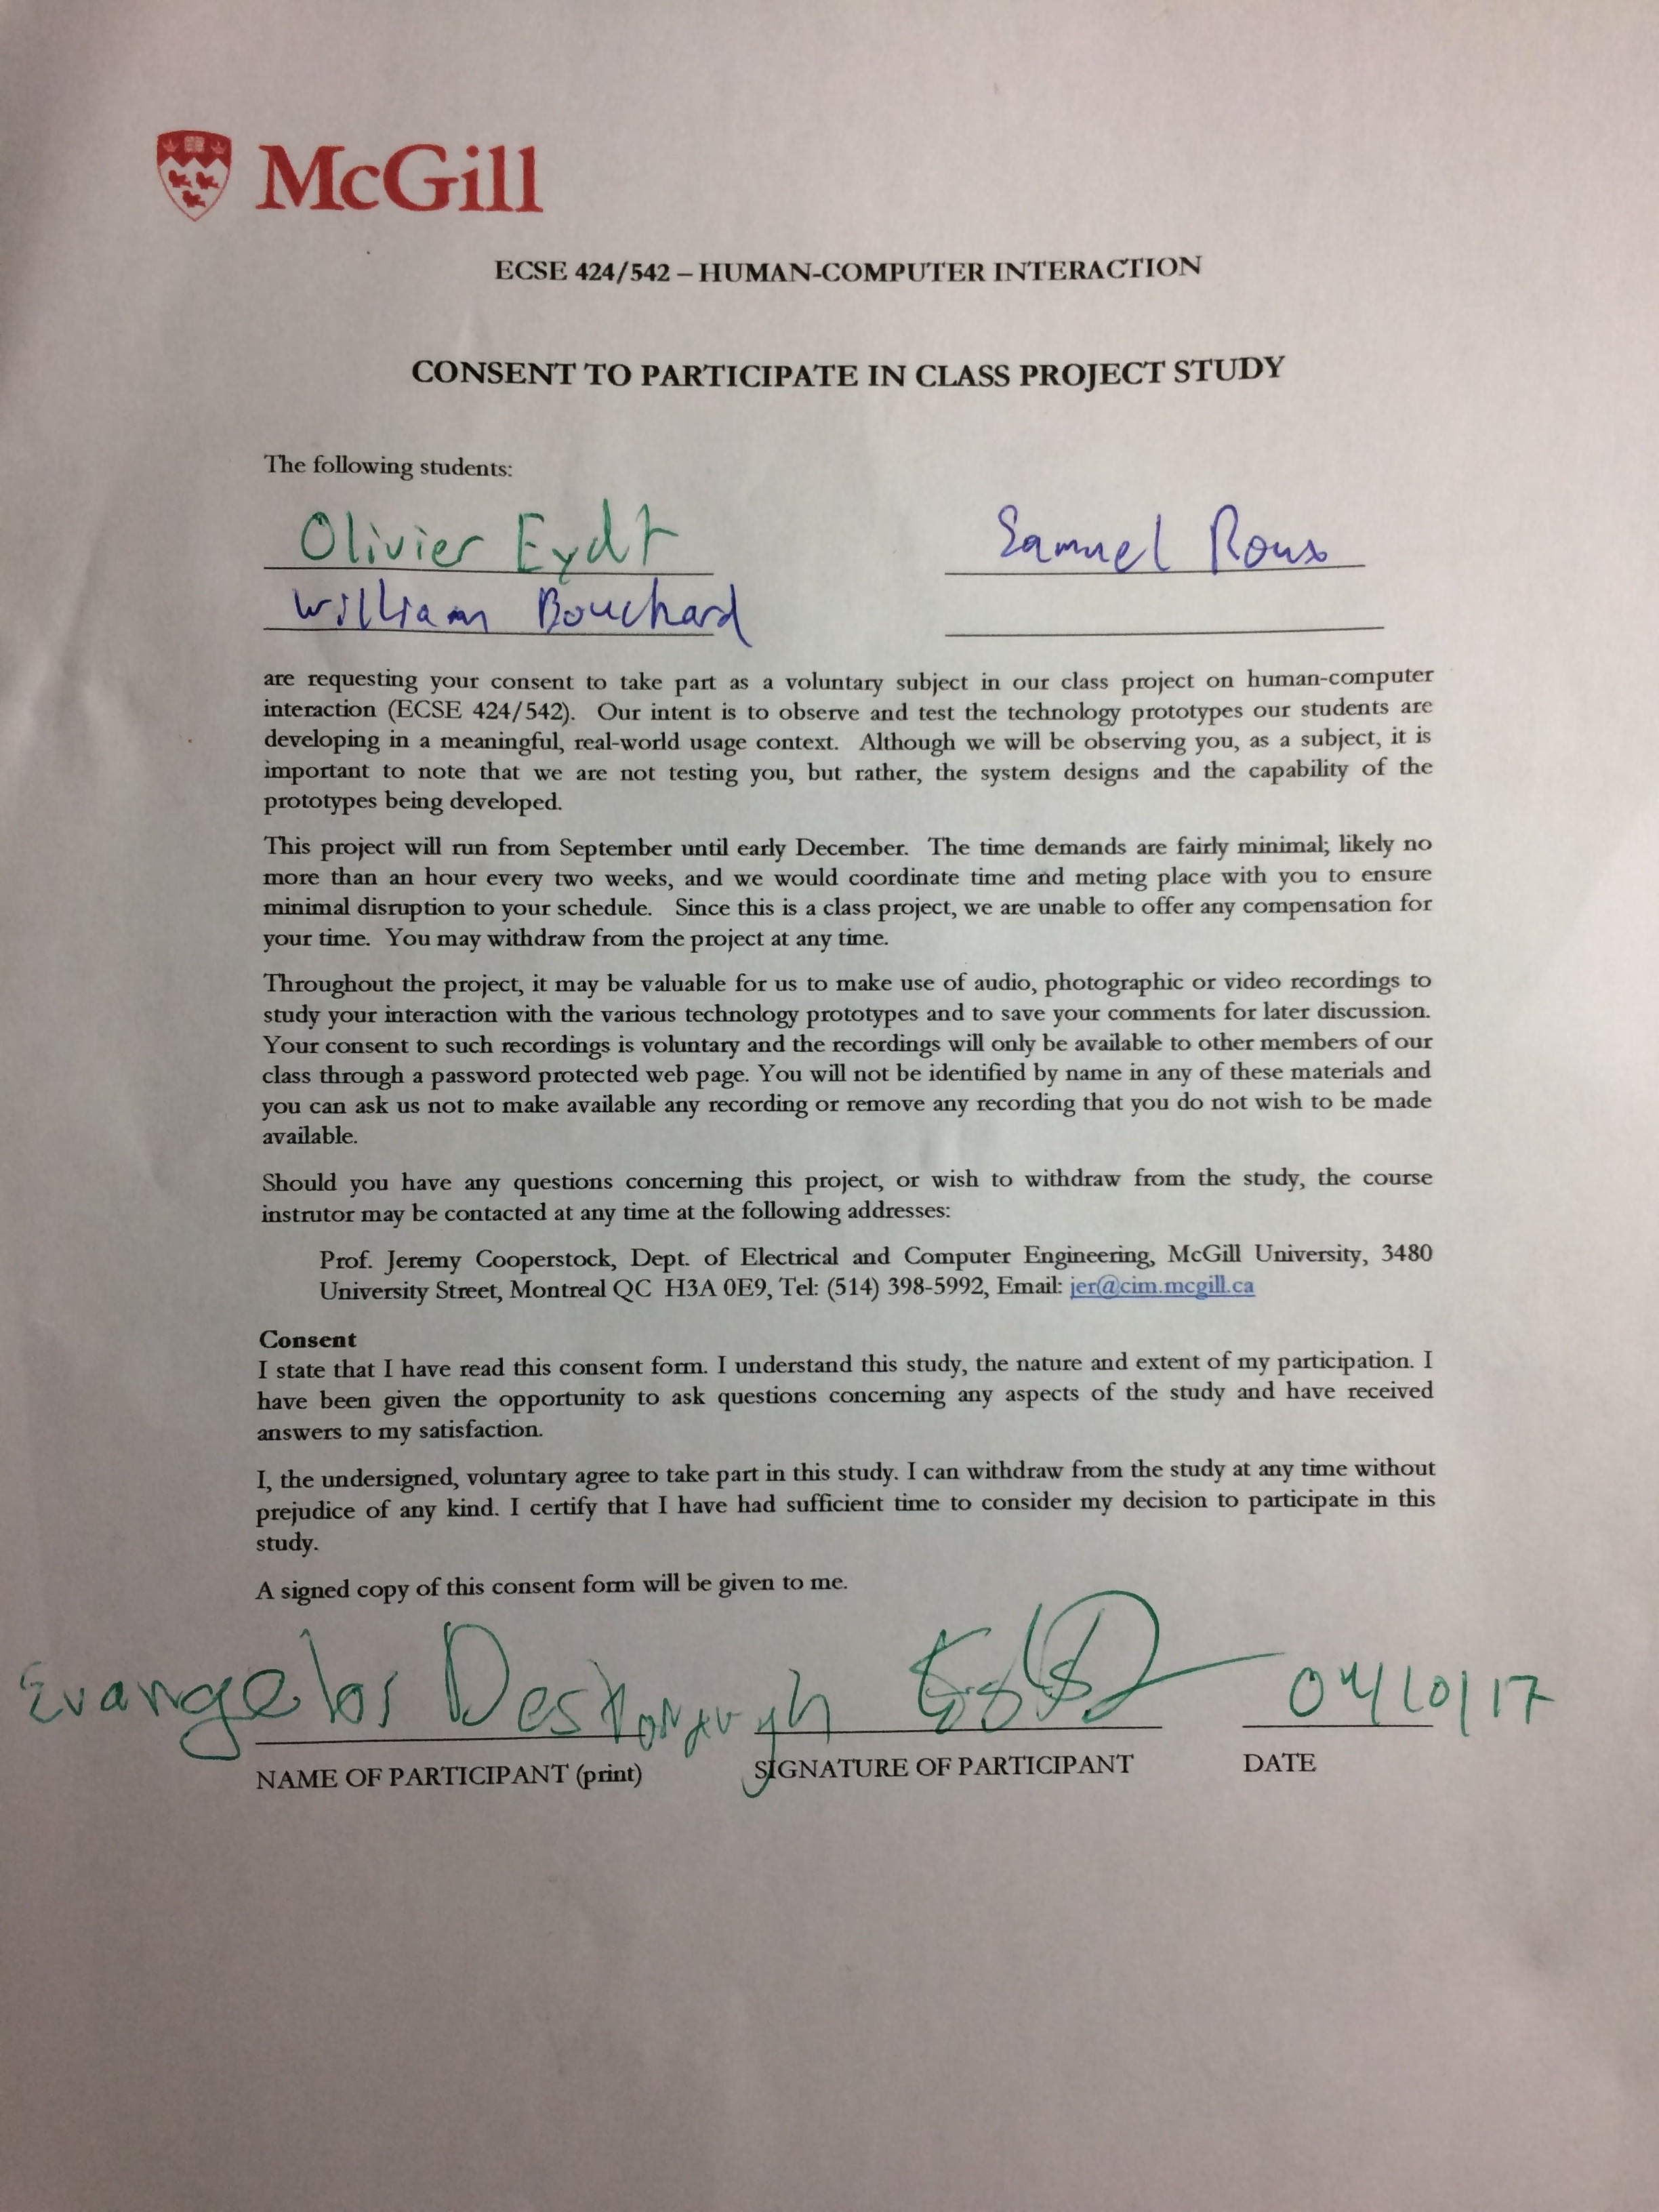 McGill
ECSE 424/542 – HUMAN-COMPUTER INTERACTION
CONSENT TO PARTICIPATE IN CLASS PROJECT STUDY
The following students:
Olivier Eydt Samuel Roux
William Bouchard
are requesting your consent to take part as a voluntary subject in our class project on human-computer
interaction (ECSE 424/542). Our intent is to observe and test the technology prototypes our students are
developing in a meaningful, real-world usage context. Although we will be observing you, as a subject, it is
important to note that we are not testing you, but rather, the system designs and the capability of the
prototypes being developed.
This project will run from September until early December. The time demands are fairly minimal; likely no
more than an hour every two weeks, and we would coordinate time and meting place with you to ensure
minimal disruption to your schedule. Since this is a class project, we are unable to offer any compensation for
your time. You may withdraw from the project at any time.
Throughout the project, it may be valuable for us to make use of audio, photographic or video recordings to
study your interaction with the various technology prototypes and to save your comments for later discussion.
Your consent to such recordings is voluntary and the recordings will only be available to other members of our
class through a password protected web page. You will not be identified by name in any of these materials and
you can ask us not to make available any recording or remove any recording that you do not wish to be made
available.
Should you have any questions concerning this project, or wish to withdraw from the study, the course
instrutor may be contacted at any time at the following addresses:
Prof. Jeremy Cooperstock, Dept. of Electrical and Computer Engineering, McGill University, 3480
University Street, Montreal QC H3A 0E9, Tel: (514) 398-5992, Email: jer@cim.mcgill.ca
Consent
I state that I have read this consent form. I understand this study, the nature and extent of my participation. I
have been given the opportunity to ask questions concerning any aspects of the study and have received
answers to my satisfaction.
I, the undersigned, voluntary agree to take part in this study. I can withdraw from the study at any time without
prejudice of any kind. I certify that I have had sufficient time to consider my decision to participate in this
study.
A signed copy of this consent form will be given to me.
Evangelos 04/10/17
NAME OF PARTICIPANT (print) SIGNATURE OF PARTICIPANT DATE